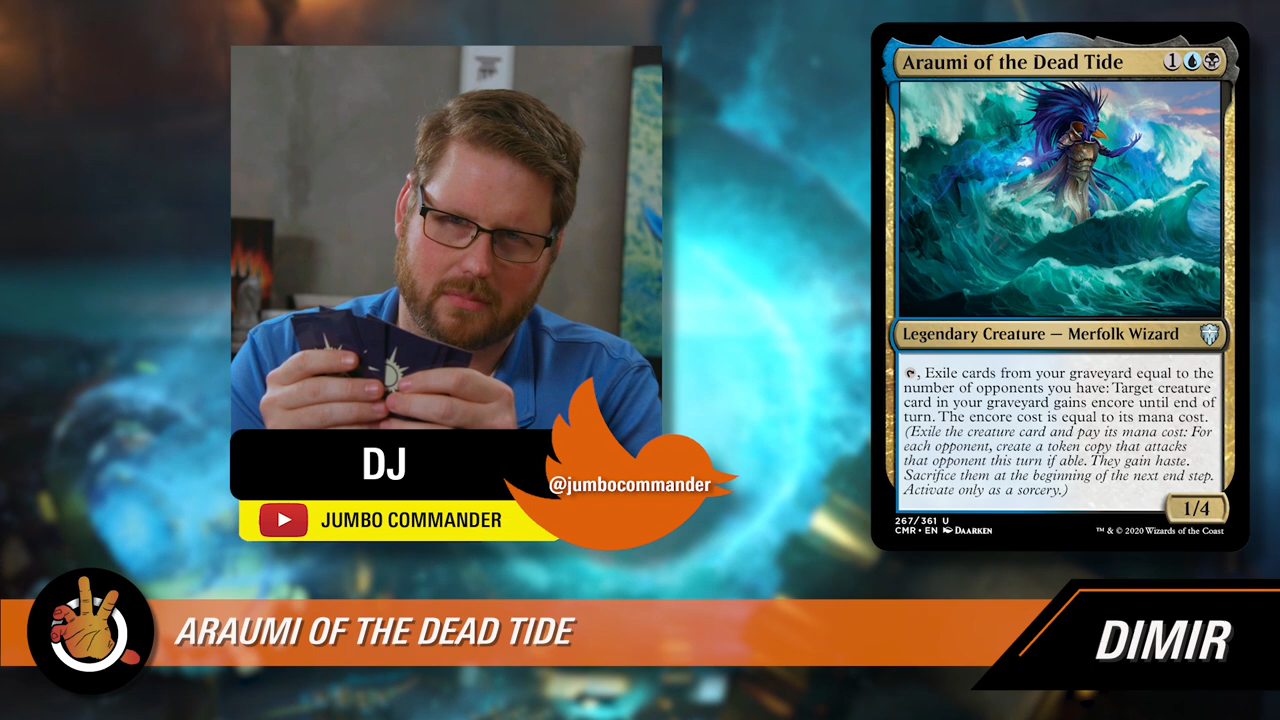 Araumi of the Dead Tide 1
Legendary Creature — Merfolk Wizard
, Exile cards from your graveyard equal to the
number of opponents you have: Target creature
card in your graveyard gains encore until end of
turn. The encore cost is equal to its mana cost.
(Exile the creature card and pay its mana cost: For
each opponent, create a token copy that attacks
that opponent this turn if able. They gain haste.
Sacrifice them at the beginning of the next end step.
Activate only as a sorcery.)
1/4
267/361 U
CMR • EN DAARKEN
™ & © 2020 Wizards of the Coast
DJ
@jumbocommander
JUMBO COMMANDER
ARAUMI OF THE DEAD TIDE
DIMIR